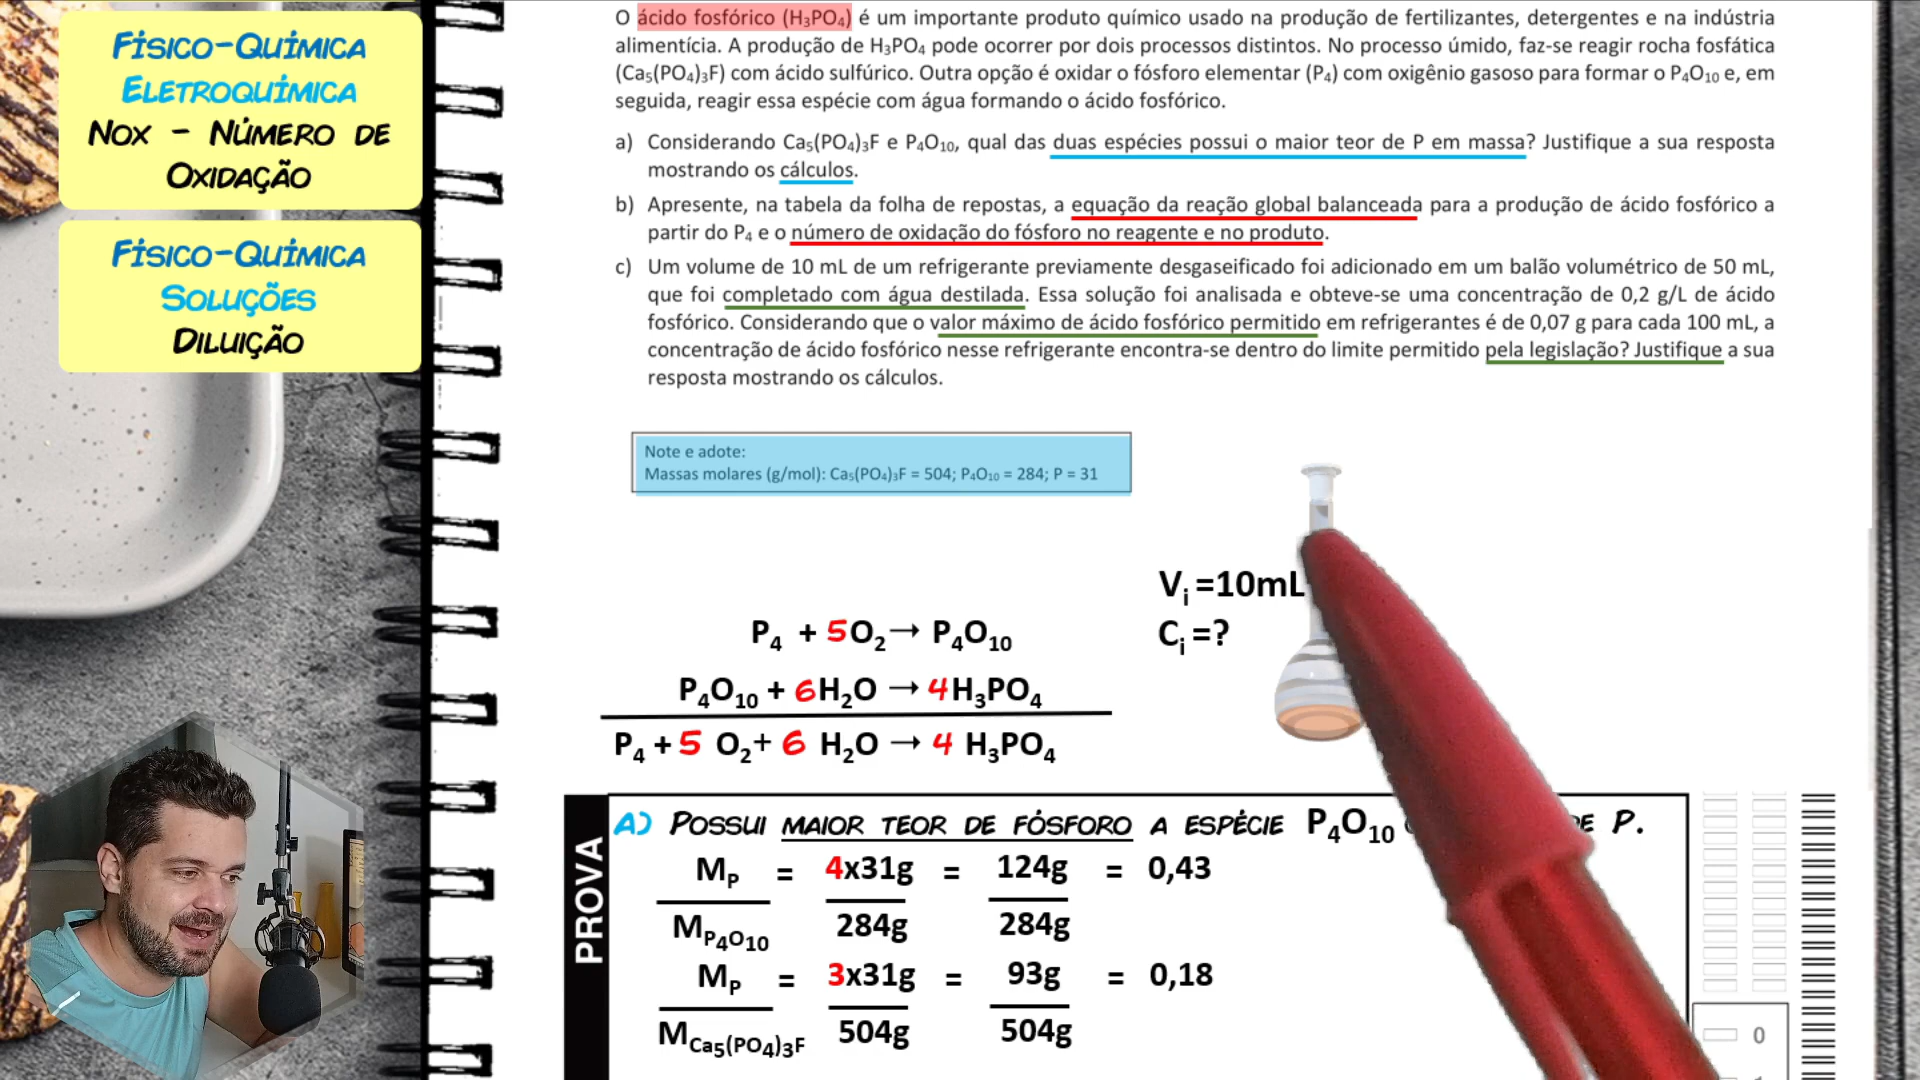 Físico-Química
Eletroquímica
Nox - Número de
Oxidação
Físico-Química
Soluções
Diluição
O ácido fosfórico (H₃PO₄) é um importante produto químico usado na produção de fertilizantes, detergentes e na indústria
alimentícia. A produção de H₃PO₄ pode ocorrer por dois processos distintos. No processo úmido, faz-se reagir rocha fosfática
(Ca₅(PO₄)₃F) com ácido sulfúrico. Outra opção é oxidar o fósforo elementar (P₄) com oxigênio gasoso para formar o P₄O₁₀ e, em
seguida, reagir essa espécie com água formando o ácido fosfórico.
a) Considerando Ca₅(PO₄)₃F e P₄O₁₀, qual das duas espécies possui o maior teor de P em massa? Justifique a sua resposta
mostrando os cálculos.
b) Apresente, na tabela da folha de repostas, a equação da reação global balanceada para a produção de ácido fosfórico a
partir do P₄ e o número de oxidação do fósforo no reagente e no produto.
c) Um volume de 10 mL de um refrigerante previamente desgaseificado foi adicionado em um balão volumétrico de 50 mL,
que foi completado com água destilada. Essa solução foi analisada e obteve-se uma concentração de 0,2 g/L de ácido
fosfórico. Considerando que o valor máximo de ácido fosfórico permitido em refrigerantes é de 0,07 g para cada 100 mL, a
concentração de ácido fosfórico nesse refrigerante encontra-se dentro do limite permitido pela legislação? Justifique a sua
resposta mostrando os cálculos.
Note e adote:
Massas molares (g/mol): Ca₅(PO₄)₃F = 504; P₄O₁₀ = 284; P = 31
Vᵢ =10mL
Cᵢ =?
P₄ + 5O₂ → P₄O₁₀
P₄O₁₀ + 6H₂O → 4H₃PO₄
P₄ + 5 O₂ + 6 H₂O → 4 H₃PO₄
PROVA
A) Possui maior teor de fósforo a espécie P₄O₁₀ P.
M_P = 4x31g = 124g = 0,43
M_P₄O₁₀ 284g 284g
M_P = 3x31g = 93g = 0,18
M_Ca₅(PO₄)₃F 504g 504g
0